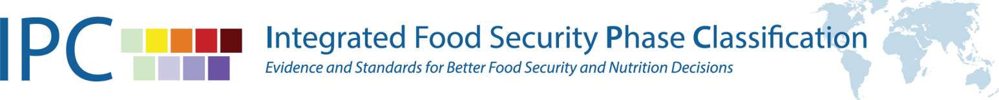 IPC
Integrated Food Security Phase Classification
Evidence and Standards for Better Food Security and Nutrition Decisions